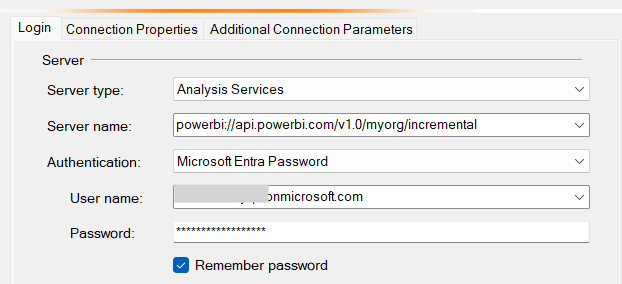 Login Connection Properties Additional Connection Parameters
Server
Server type: Analysis Services
Server name: powerbi://api.powerbi.com/v1.0/myorg/incremental
Authentication: Microsoft Entra Password
User name: onmicrosoft.com
Password: ******************
Remember password